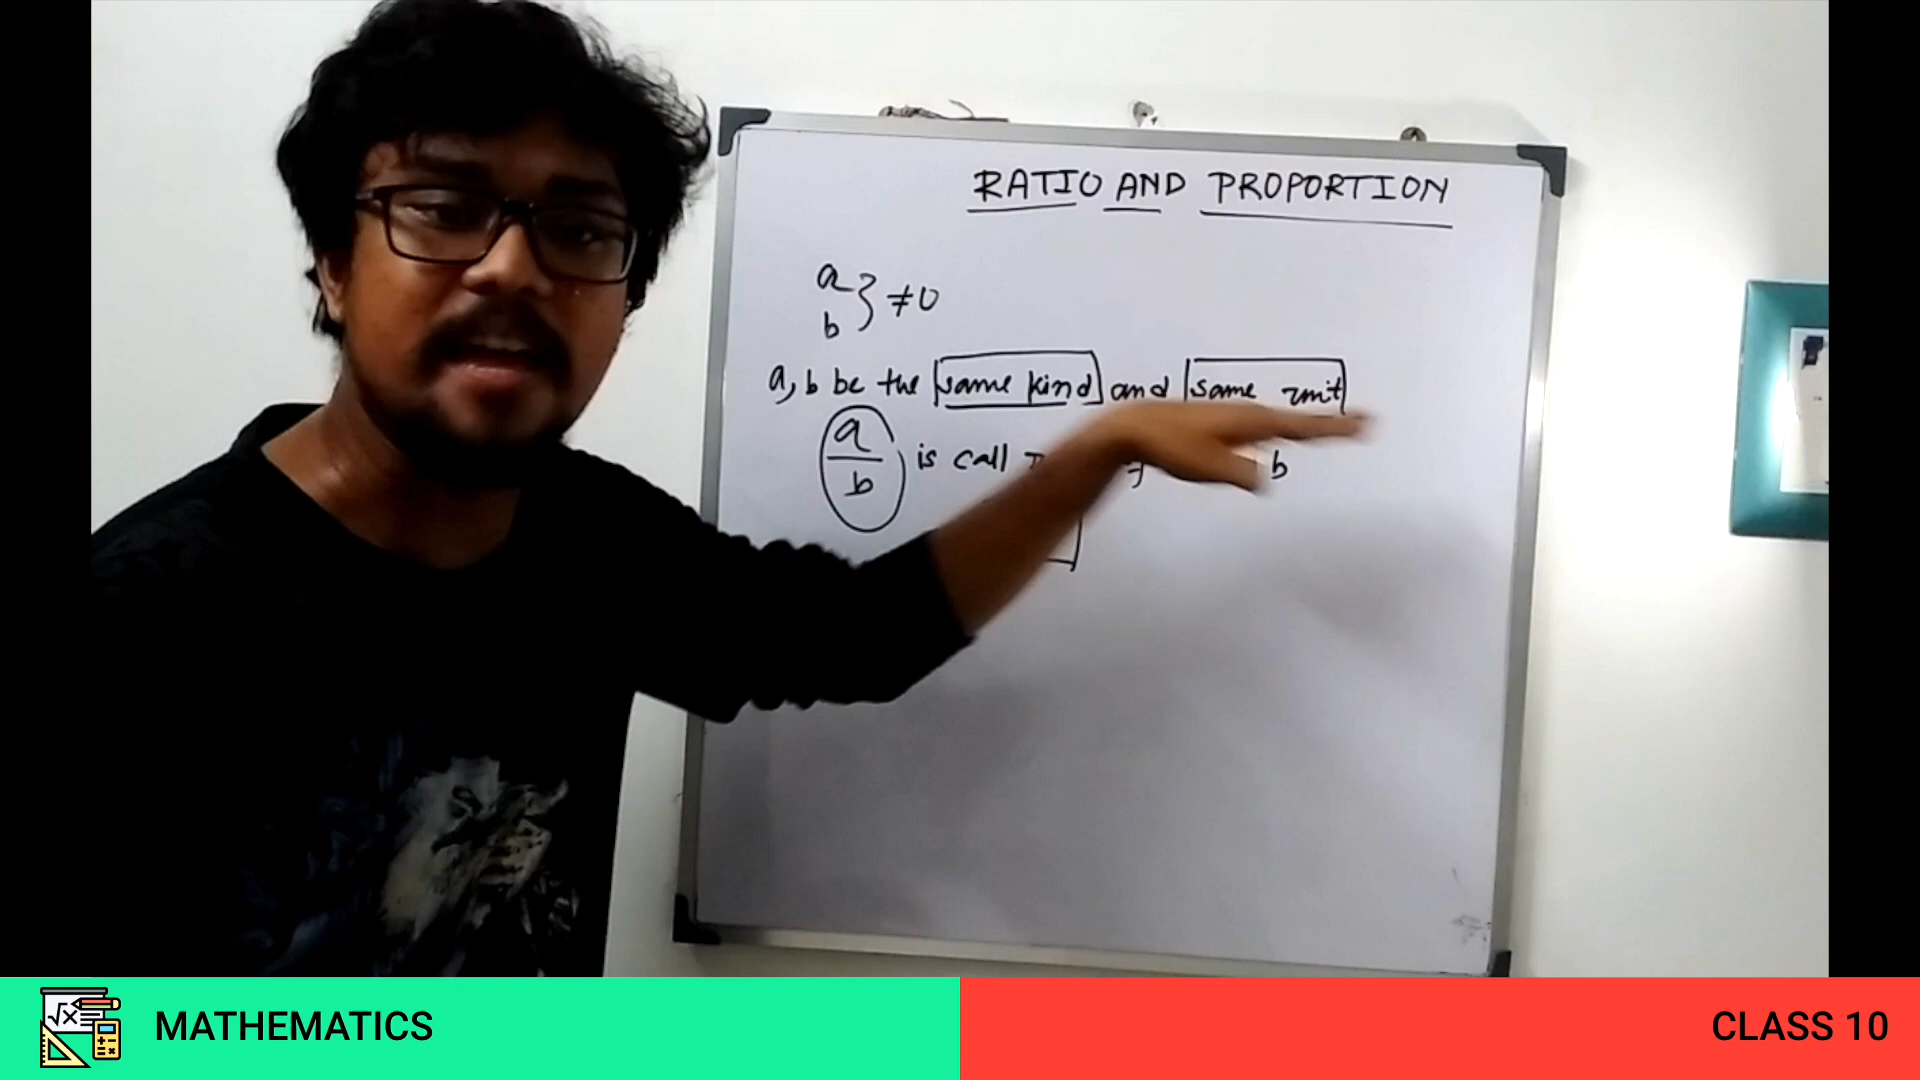 RATIO AND PROPORTION
a
b } ≠0
a, b be the same kind and same unit
a/b is call b
MATHEMATICS
CLASS 10